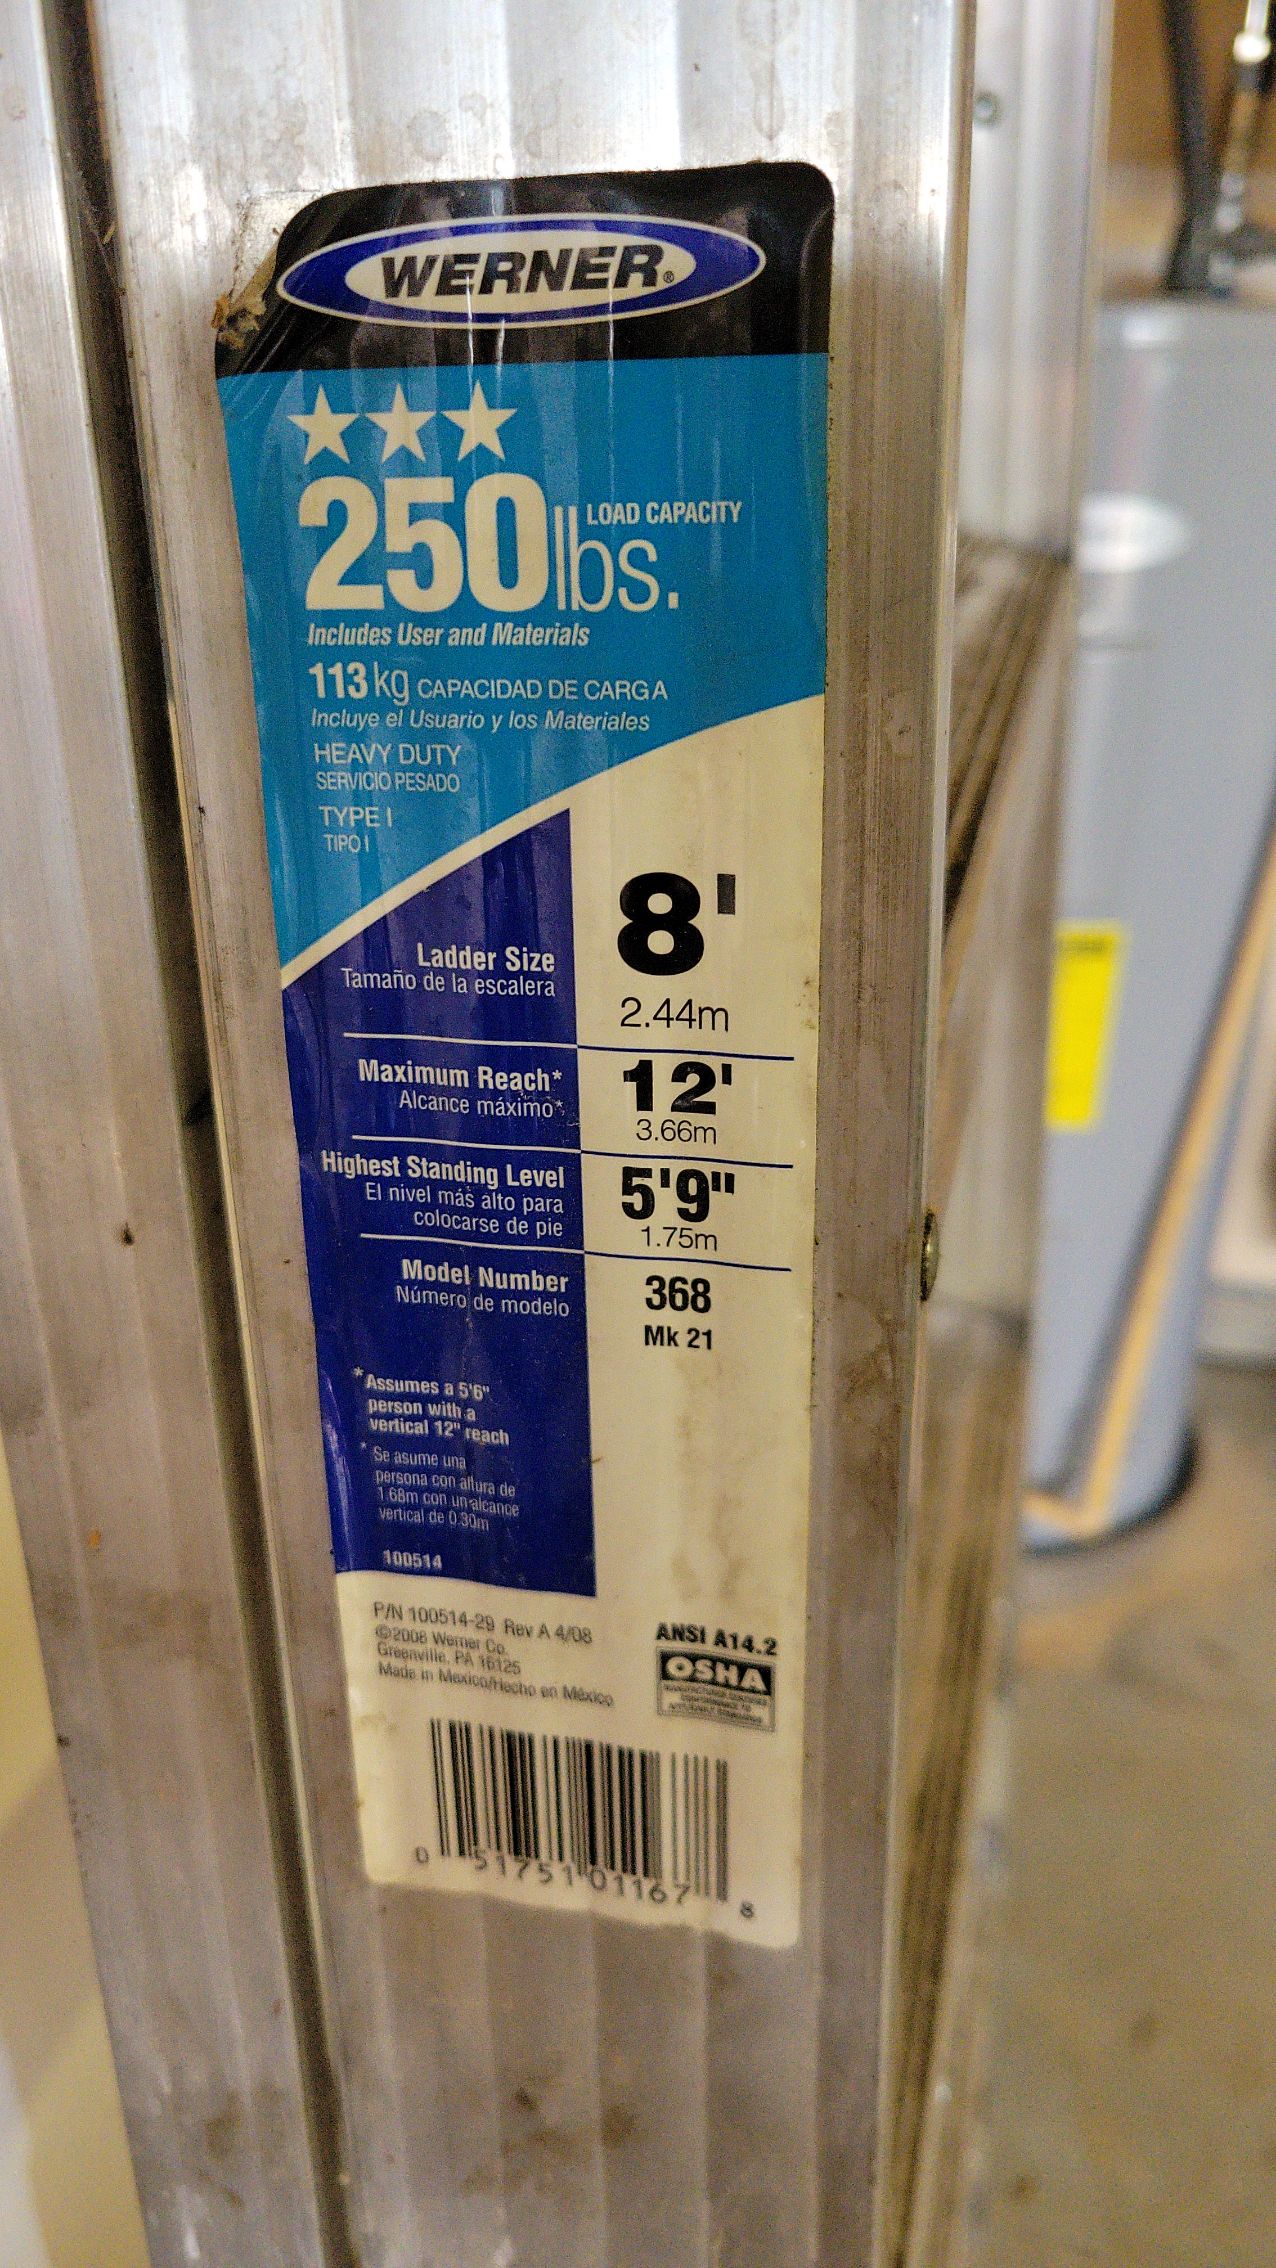 WERNER®
250 lbs. LOAD CAPACITY
Includes User and Materials
113 kg CAPACIDAD DE CARGA
Incluye el Usuario y los Materiales
HEAVY DUTY
SERVICIO PESADO
TYPE I
TIPO I
Ladder Size 8'
Tamaño de la escalera 2.44m
Maximum Reach* 12'
Alcance máximo* 3.66m
Highest Standing Level 5'9"
El nivel más alto para
colocarse de pie 1.75m
Model Number 368
Número de modelo Mk 21
*Assumes a 5'6"
person with a
vertical 12" reach
* Se asume una
persona con altura de
1.68m con un alcance
vertical de 0.30m
100514
P/N 100514-29 Rev A 4/08
©2008 Werner Co.
Greenville, PA 16125
Made in Mexico/Hecho en México
ANSI A14.2
OSHA
0 51751 01167 8